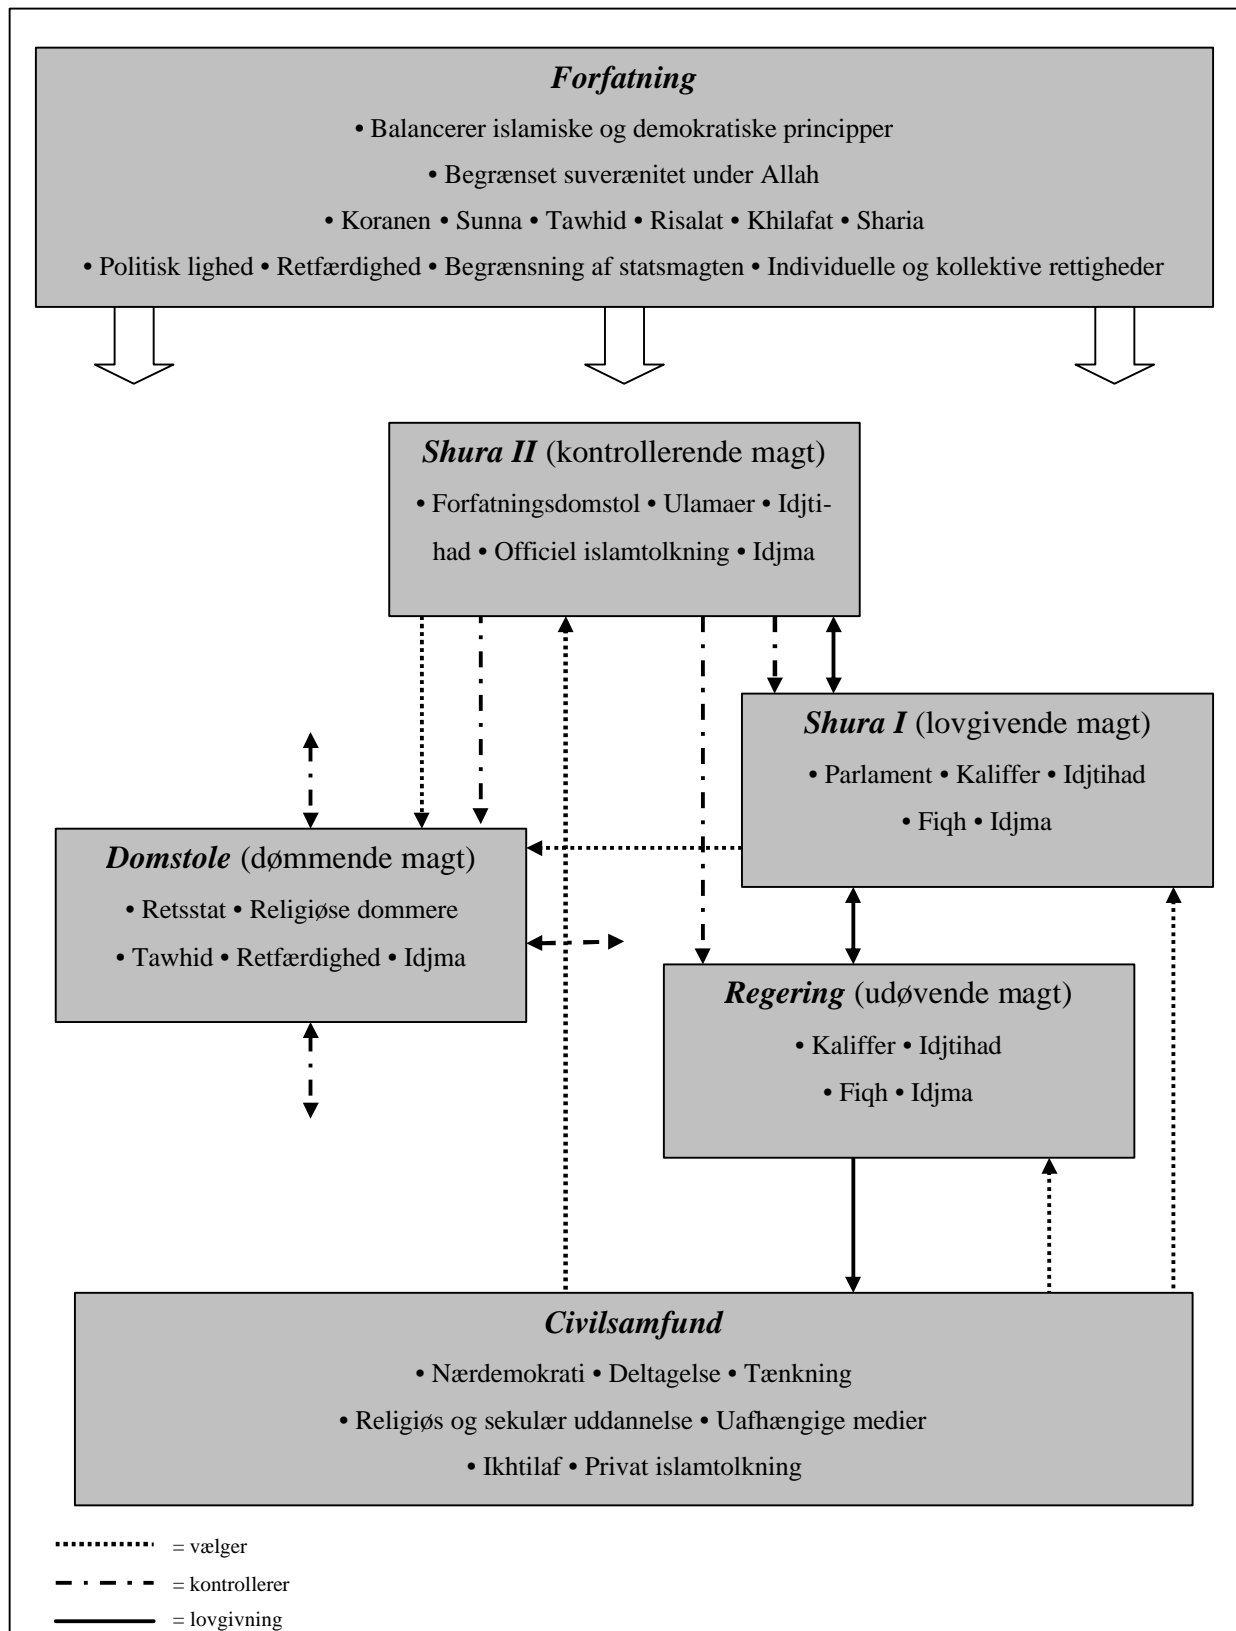 Forfatning
• Balancerer islamiske og demokratiske principper
• Begrænset suverænitet under Allah
• Koranen • Sunna • Tawhid • Risalat • Khilafat • Sharia
• Politisk lighed • Retfærdighed • Begrænsning af statsmagten • Individuelle og kollektive rettigheder
Shura II (kontrollerende magt)
• Forfatningsdomstol • Ulamaer • Idjti-
had • Officiel islamtolkning • Idjma
Shura I (lovgivende magt)
• Parlament • Kaliffer • Idjtihad
• Fiqh • Idjma
Domstole (dømmende magt)
• Retsstat • Religiøse dommere
• Tawhid • Retfærdighed • Idjma
Regering (udøvende magt)
• Kaliffer • Idjtihad
• Fiqh • Idjma
Civilsamfund
• Nærdemokrati • Deltagelse • Tænkning
• Religiøs og sekulær uddannelse • Uafhængige medier
• Ikhtilaf • Privat islamtolkning
= vælger
= kontrollerer
= lovgivning